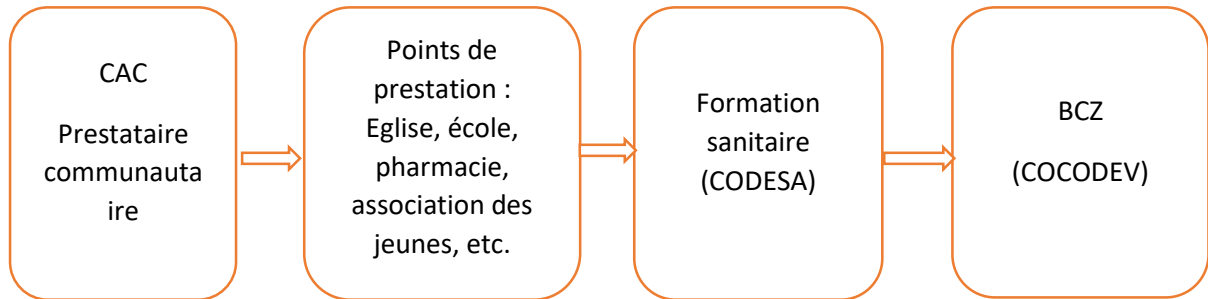 CAC
Prestataire
communauta
ire
Points de
prestation :
Eglise, école,
pharmacie,
association des
jeunes, etc.
Formation
sanitaire
(CODESA)
BCZ
(COCODEV)